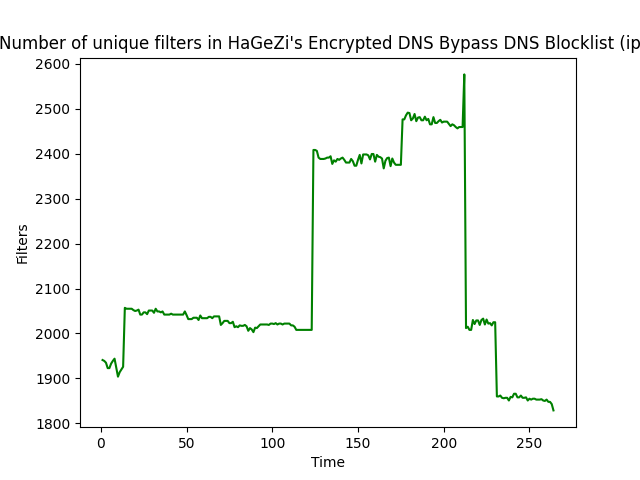 Number of unique filters in HaGeZi's Encrypted DNS Bypass DNS Blocklist (ip
2600
2500
2400
2300
2200
2100
2000
1900
1800
Filters
0 50 100 150 200 250
Time